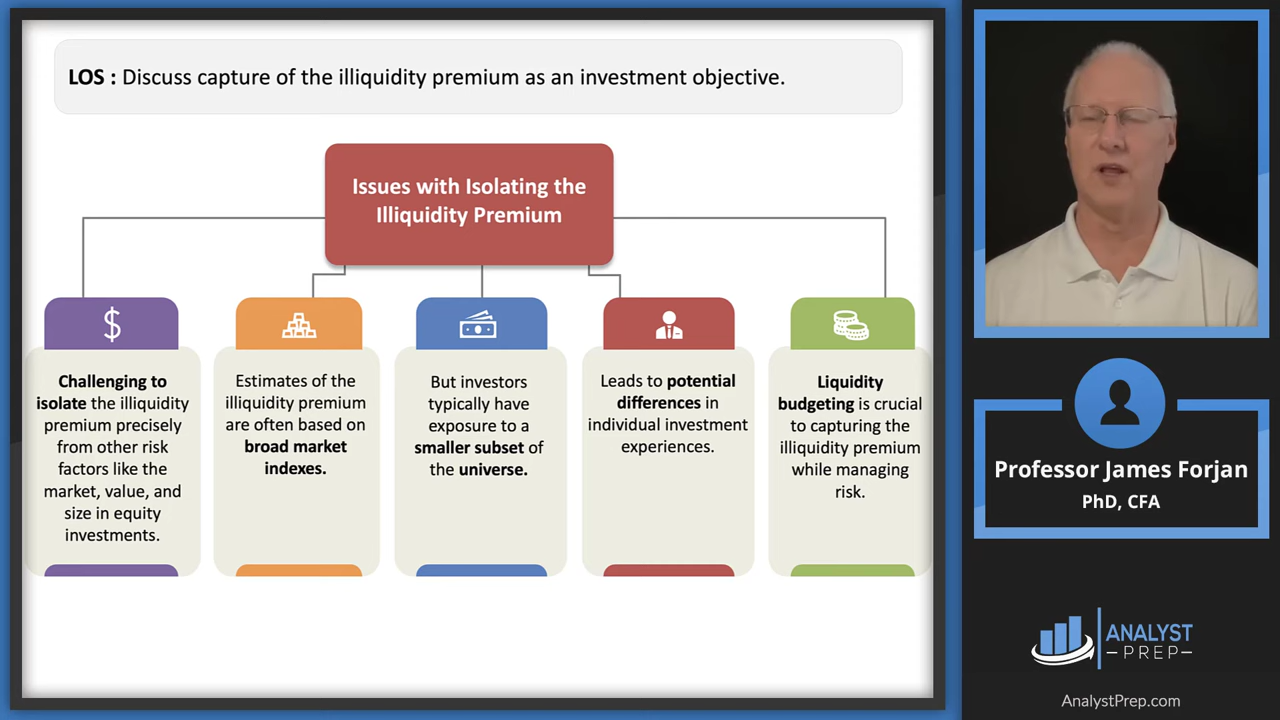 LOS : Discuss capture of the illiquidity premium as an investment objective.
Issues with Isolating the
Illiquidity Premium
$
Challenging to
isolate the illiquidity
premium precisely
from other risk
factors like the
market, value, and
size in equity
investments.
Estimates of the
illiquidity premium
are often based on
broad market
indexes.
But investors
typically have
exposure to a
smaller subset of
the universe.
Leads to potential
differences in
individual investment
experiences.
Liquidity
budgeting is crucial
to capturing the
illiquidity premium
while managing
risk.
Professor James Forjan
PhD, CFA
ANALYST
PREP
AnalystPrep.com